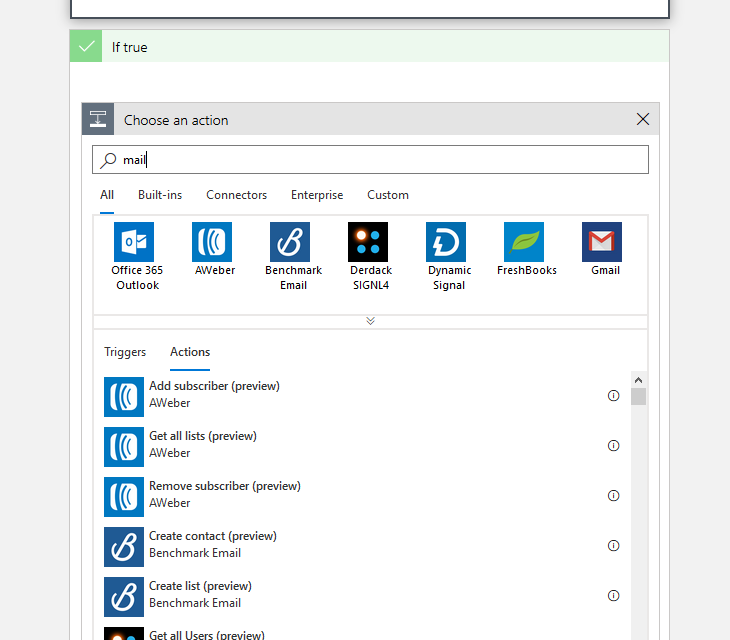 If true
Choose an action
mail
All Built-ins Connectors Enterprise Custom
Office 365 Outlook
AWeber
Benchmark Email
Derdack SIGNL4
Dynamic Signal
FreshBooks
Gmail
Triggers Actions
Add subscriber (preview)
AWeber
Get all lists (preview)
AWeber
Remove subscriber (preview)
AWeber
Create contact (preview)
Benchmark Email
Create list (preview)
Benchmark Email
Get all Users (preview)